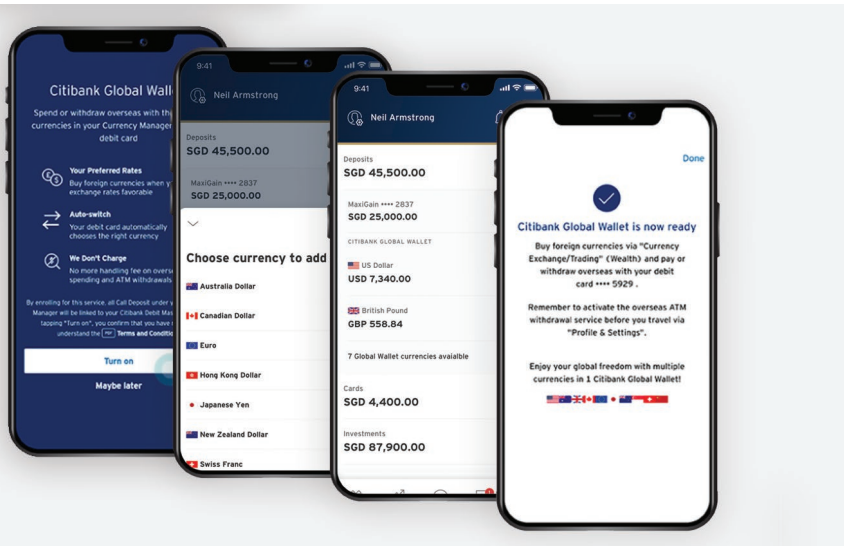 Citibank Global Wall
Spend or withdraw overseas with th
currencies in your Currency Manager
debit card
Your Preferred Rates
Buy foreign currencies when y
exchange rates favorable
Auto-switch
Your debit card automatically
chooses the right currency
We Don't Charge
No more handling fee on overs
spending and ATM withdrawals
By enrolling for this service, all Call Deposit under y
Manager will be linked to your Citibank Debit Mas
tapping "Turn on", you confirm that you have
understand the PDF Terms and Conditio
Turn on
Maybe later
9:41
Neil Armstrong
Deposits
SGD 45,500.00
MaxiGain •••• 2837
SGD 25,000.00
Choose currency to add
Australia Dollar
Canadian Dollar
Euro
Hong Kong Dollar
Japanese Yen
New Zealand Dollar
Swiss Franc
9:41
Neil Armstrong
Deposits
SGD 45,500.00
MaxiGain •••• 2837
SGD 25,000.00
CITIBANK GLOBAL WALLET
US Dollar
USD 7,340.00
British Pound
GBP 558.84
7 Global Wallet currencies avaialble
Cards
SGD 4,400.00
Investments
SGD 87,900.00
Done
Citibank Global Wallet is now ready
Buy foreign currencies via "Currency
Exchange/Trading" (Wealth) and pay or
withdraw overseas with your debit
card •••• 5929 .
Remember to activate the overseas ATM
withdrawal service before you travel via
"Profile & Settings".
Enjoy your global freedom with multiple
currencies in 1 Citibank Global Wallet!